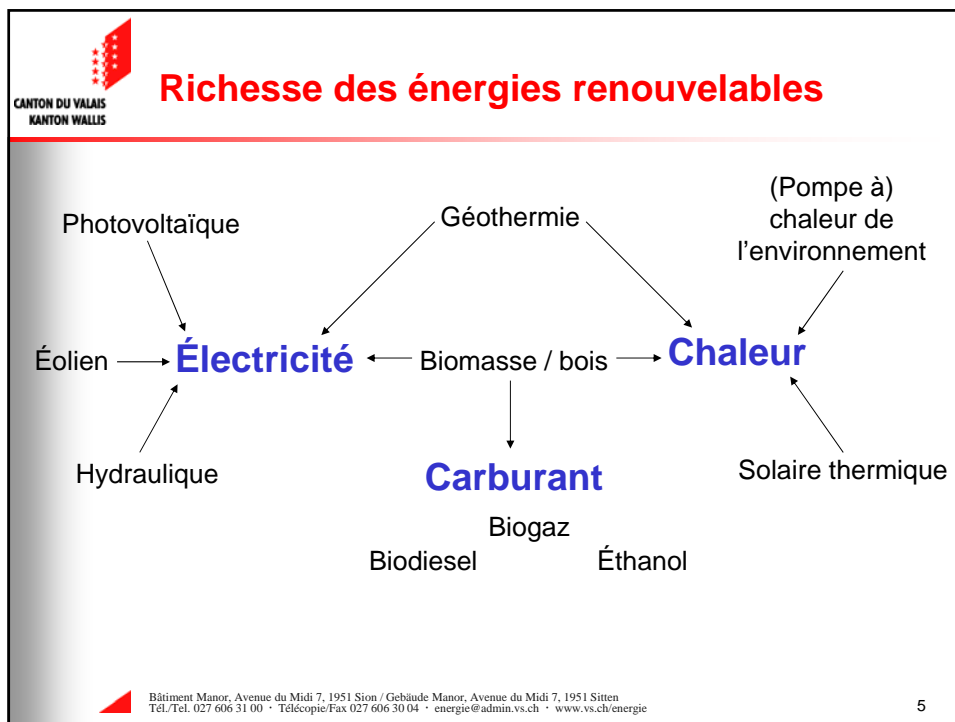 CANTON DU VALAIS
KANTON WALLIS
Richesse des énergies renouvelables
Photovoltaïque
Géothermie
(Pompe à)
chaleur de
l'environnement
Éolien
Électricité
Biomasse / bois
Chaleur
Hydraulique
Carburant
Solaire thermique
Biogaz
Biodiesel
Éthanol
Bâtiment Manor, Avenue du Midi 7, 1951 Sion / Gebäude Manor, Avenue du Midi 7, 1951 Sitten
Tél./Tel. 027 606 31 00 · Télécopie/Fax 027 606 30 04 · energie@admin.vs.ch · www.vs.ch/energie
5